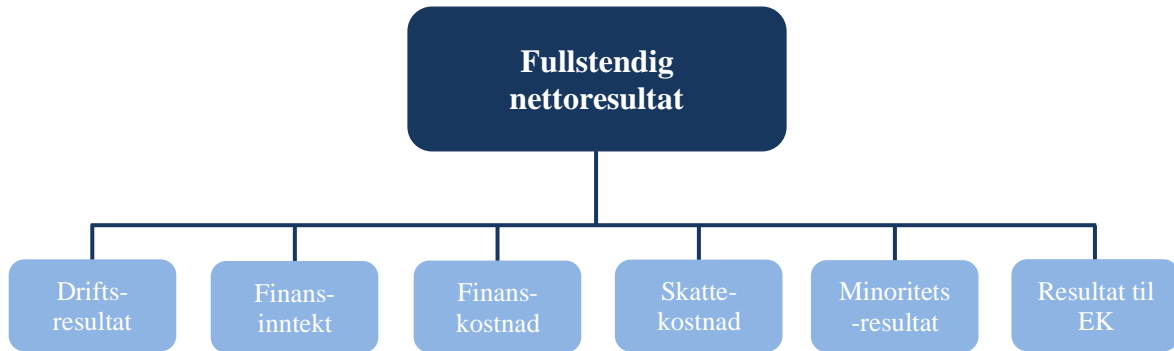 Fullstendig
nettoresultat
Drifts-
resultat
Finans-
inntekt
Finans-
kostnad
Skatte-
kostnad
Minoritets
-resultat
Resultat til
EK